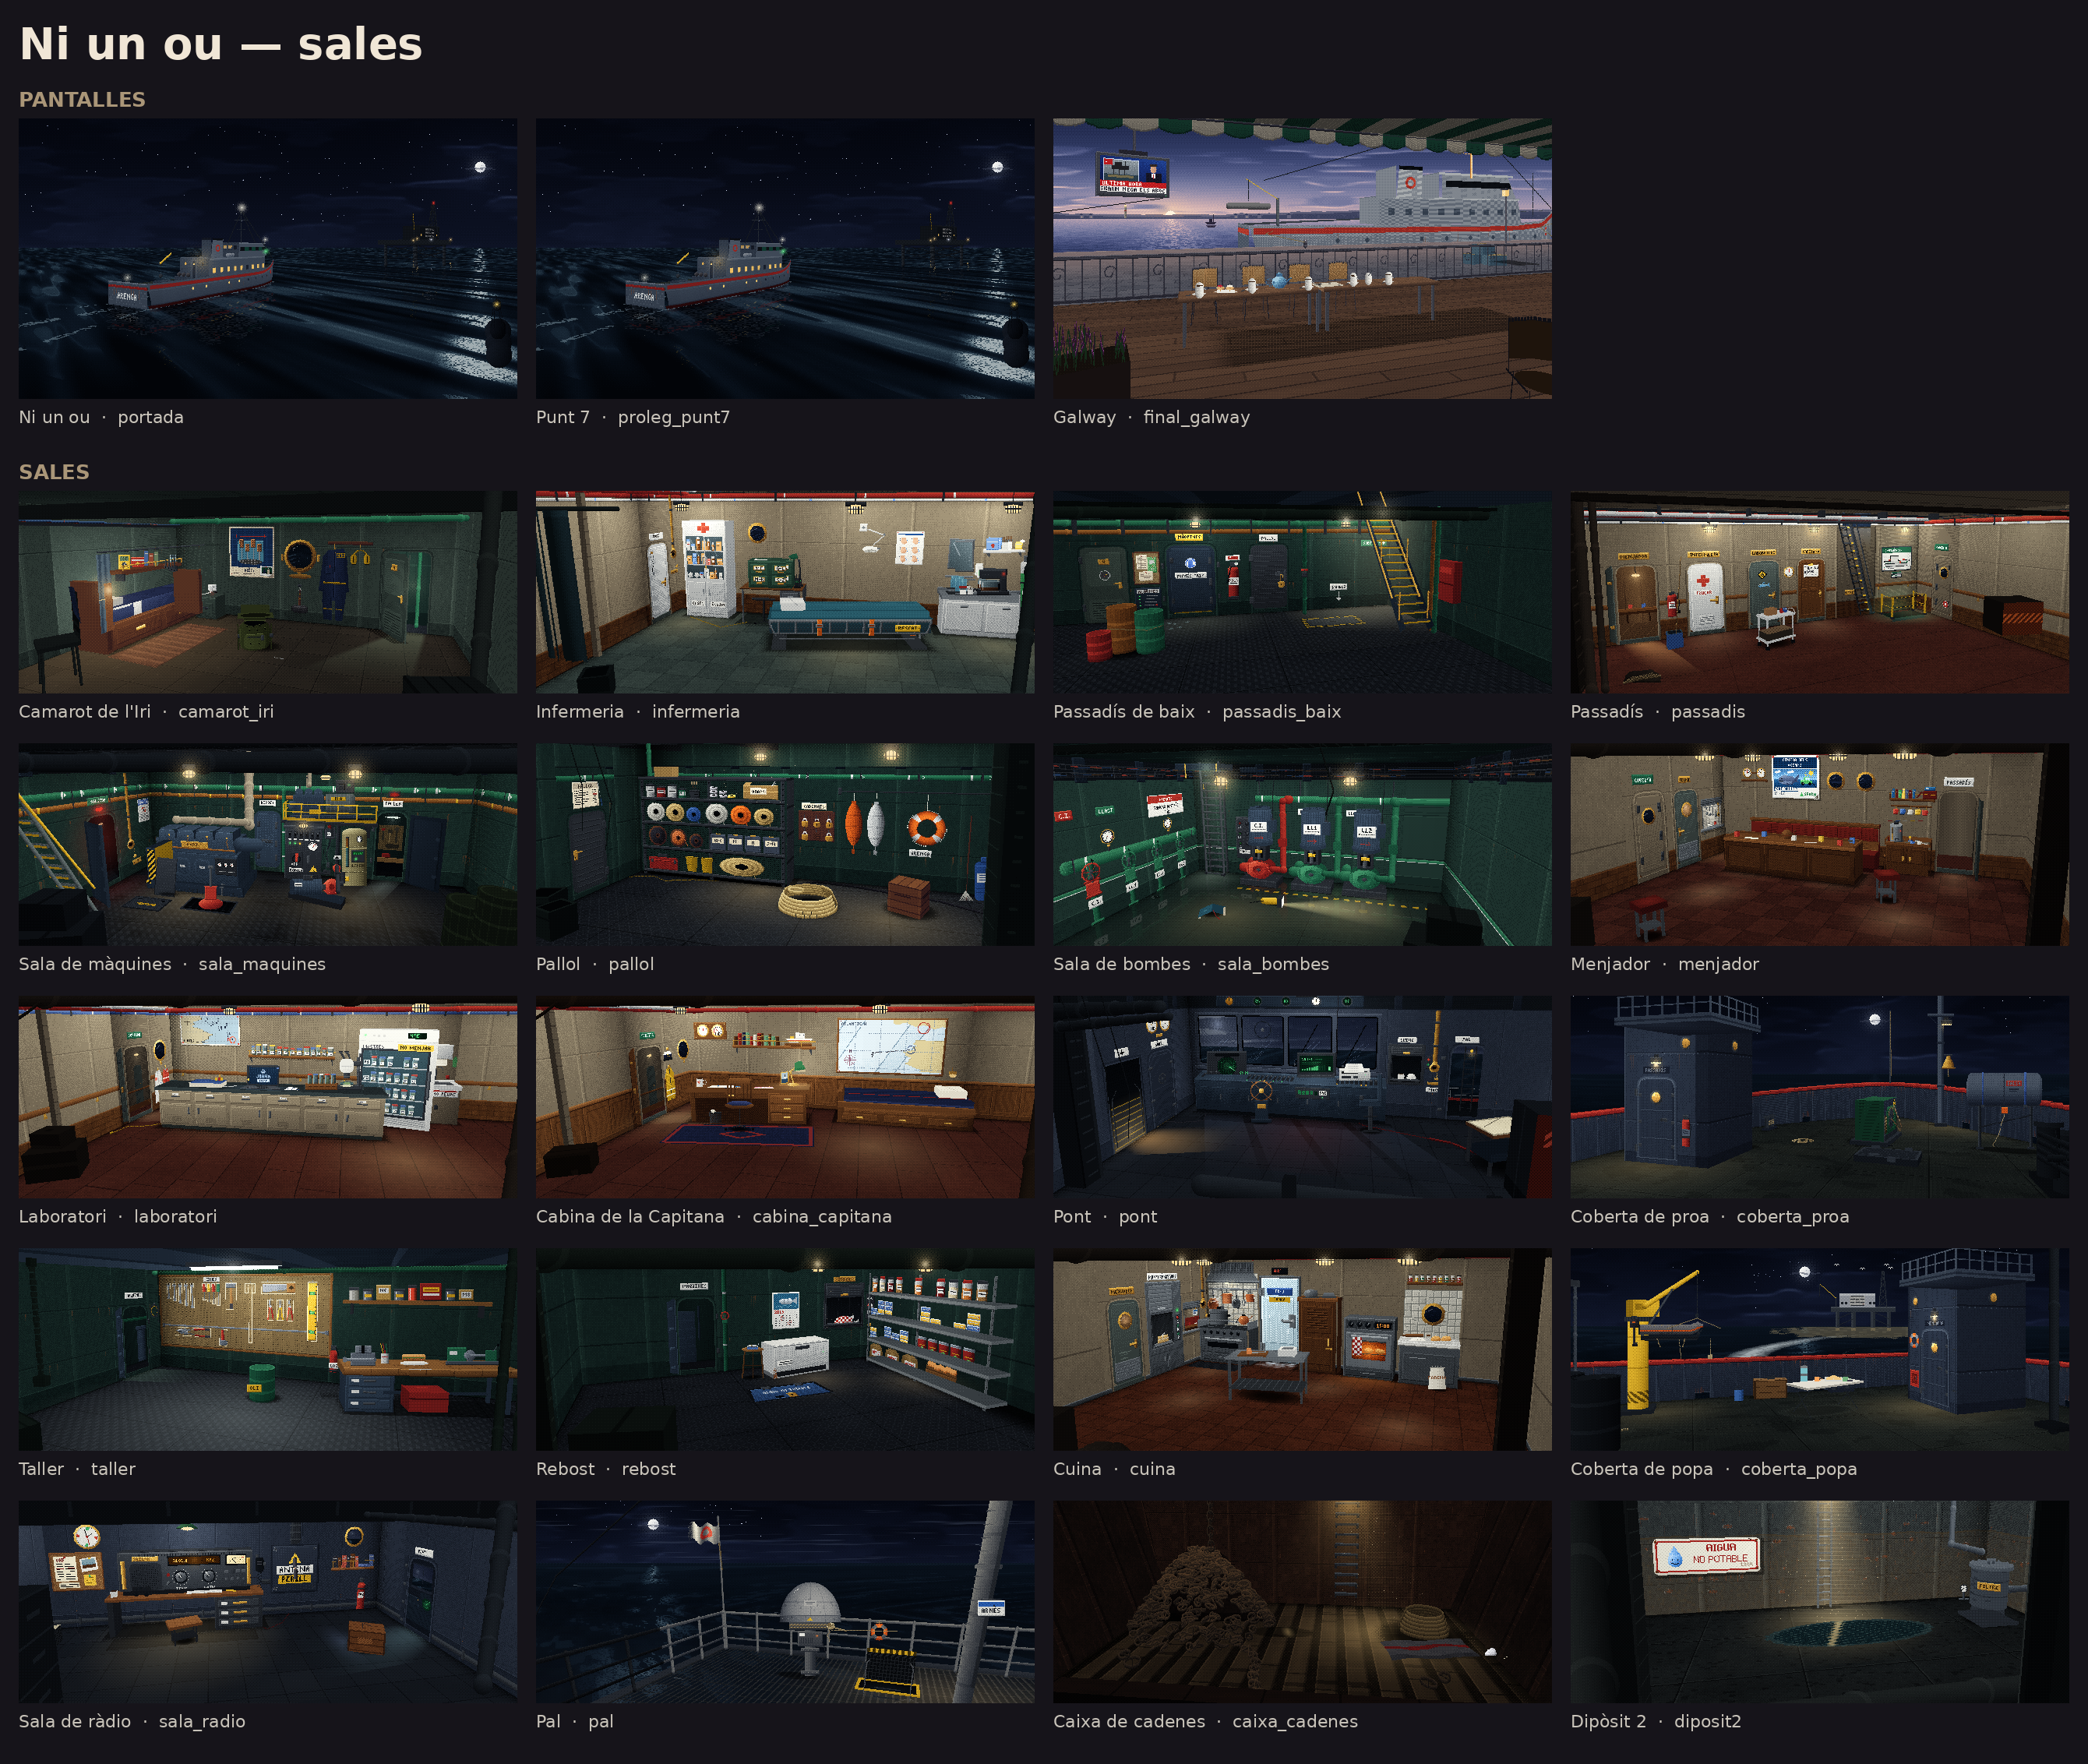 Ni un ou — sales
PANTALLES
Ni un ou · portada
Punt 7 · proleg_punt7
Galway · final_galway
SALES
Camarot de l'Iri · camarot_iri
Infermeria · infermeria
Passadís de baix · passadis_baix
Passadís · passadis
Sala de màquines · sala_maquines
Pallol · pallol
Sala de bombes · sala_bombes
Menjador · menjador
NO MENJAR
Laboratori · laboratori
Cabina de la Capitana · cabina_capitana
Pont · pont
Coberta de proa · coberta_proa
Taller · taller
Rebost · rebost
Cuina · cuina
Coberta de popa · coberta_popa
ARNÉS
AIGUA
NO POTABLE
Sala de ràdio · sala_radio
Pal · pal
Caixa de cadenes · caixa_cadenes
Dipòsit 2 · diposit2